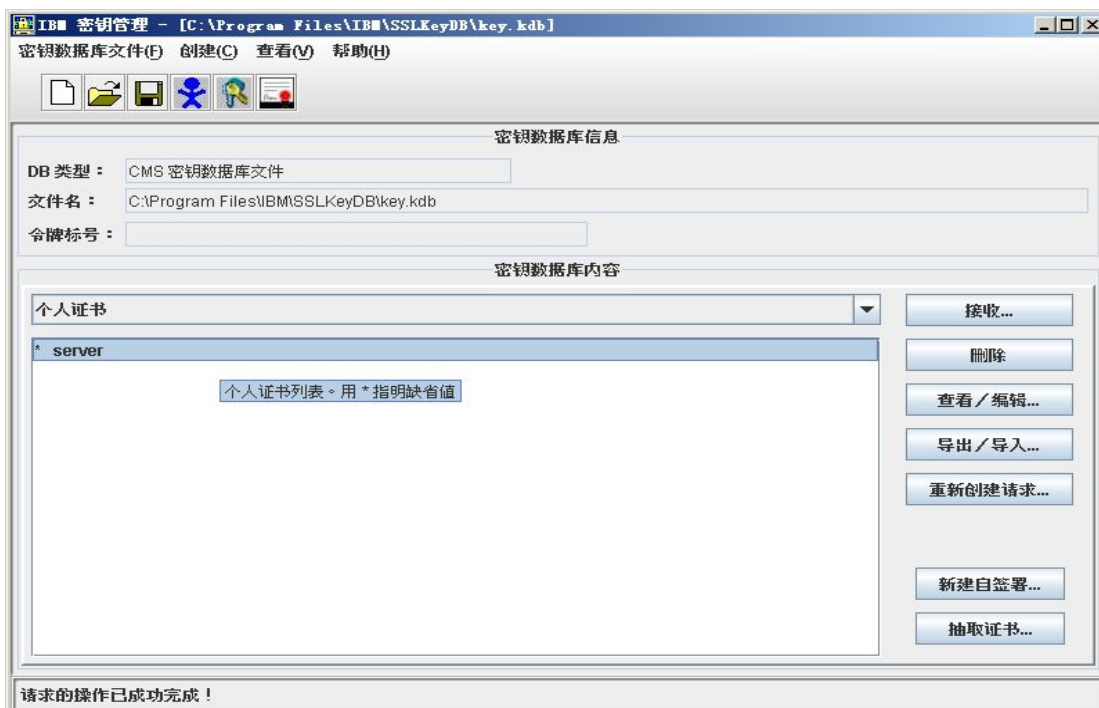 IBM 密钥管理 - [C:\Program Files\IBM\SSLKeyDB\key.kdb]
密钥数据库文件(F) 创建(C) 查看(V) 帮助(H)
密钥数据库信息
DB 类型： CMS 密钥数据库文件
文件名： C:\Program Files\IBM\SSLKeyDB\key.kdb
令牌标号：
密钥数据库内容
个人证书
接收...
* server
删除
个人证书列表。用 * 指明缺省值
查看／编辑...
导出／导入...
重新创建请求...
新建自签署...
抽取证书...
请求的操作已成功完成！